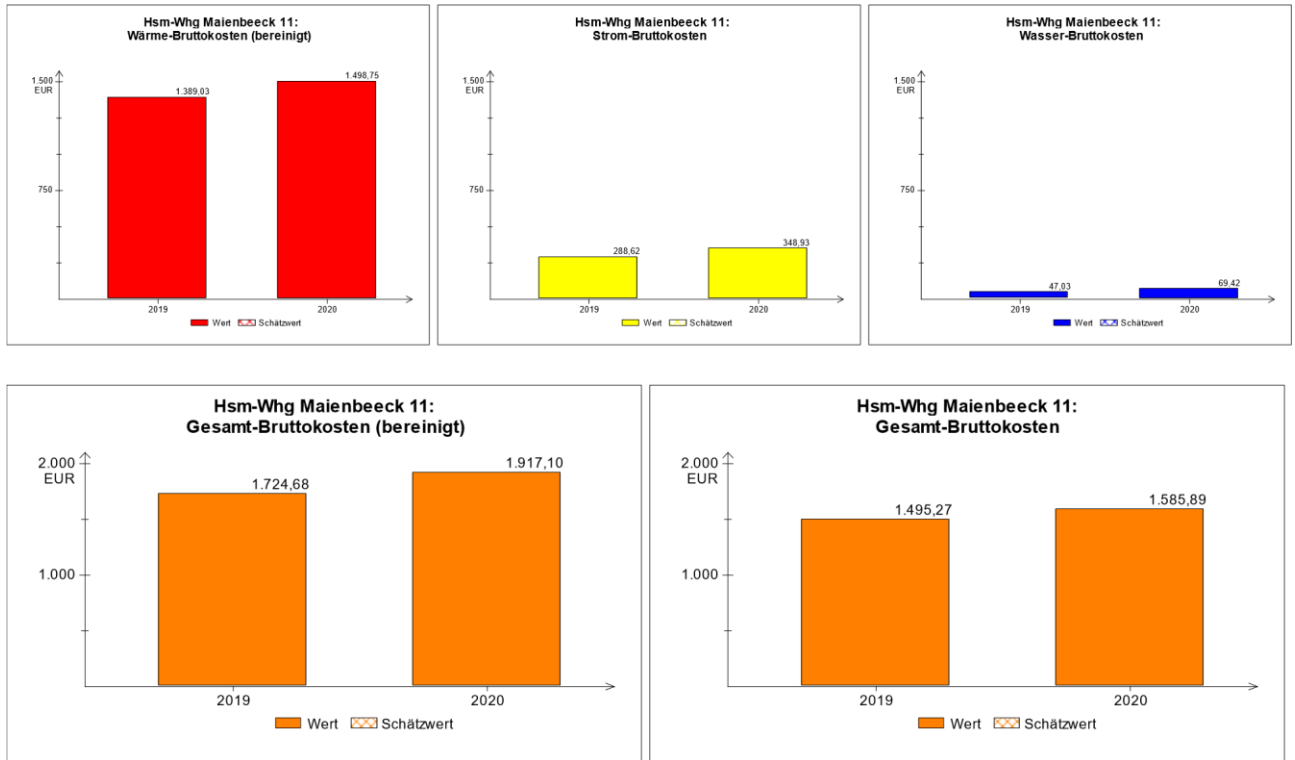 Hsm-Whg Maienbeeck 11:
Wärme-Bruttokosten (bereinigt)
1.500
EUR
750
1.389,03
1.498,75
2019
2020
Wert
Schätzwert
Hsm-Whg Maienbeeck 11:
Strom-Bruttokosten
1.500
EUR
750
288,62
348,93
2019
2020
Wert
Schätzwert
Hsm-Whg Maienbeeck 11:
Wasser-Bruttokosten
1.500
EUR
750
47,03
69,42
2019
2020
Wert
Schätzwert
Hsm-Whg Maienbeeck 11:
Gesamt-Bruttokosten (bereinigt)
2.000
EUR
1.000
1.724,68
1.917,10
2019
2020
Wert
Schätzwert
Hsm-Whg Maienbeeck 11:
Gesamt-Bruttokosten
2.000
EUR
1.000
1.495,27
1.585,89
2019
2020
Wert
Schätzwert